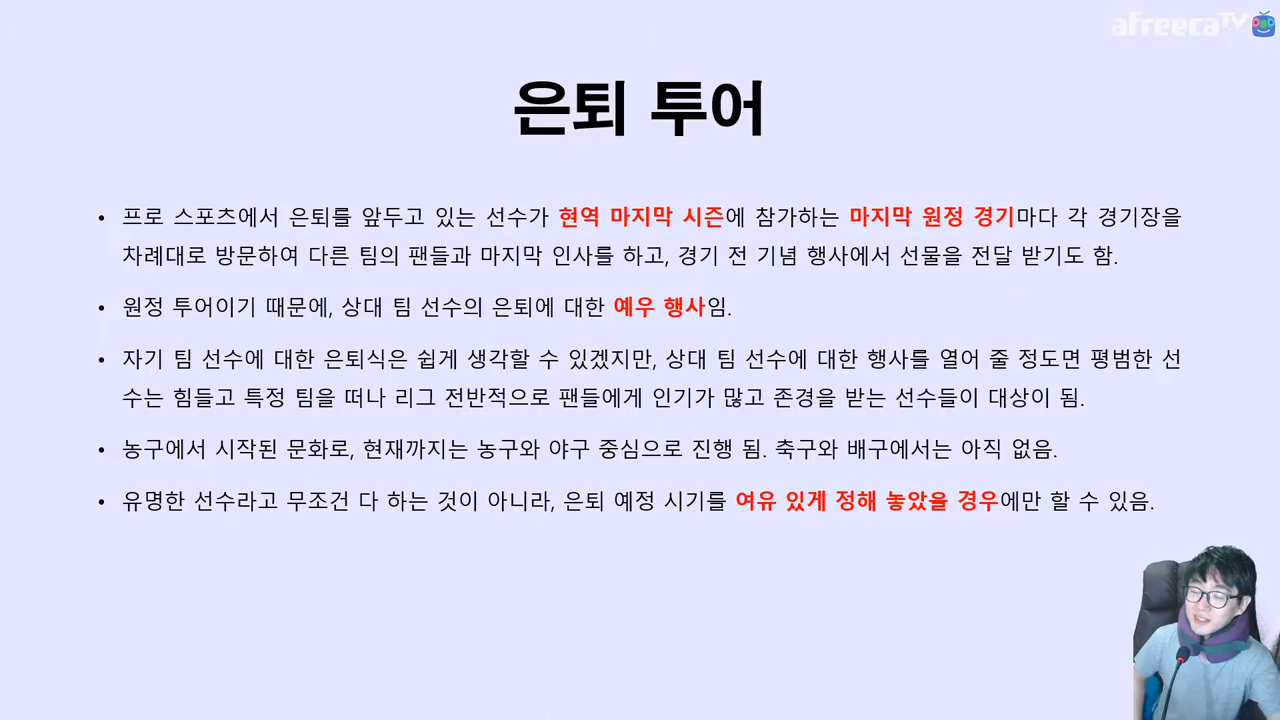 afreecaTV
은퇴 투어
• 프로 스포츠에서 은퇴를 앞두고 있는 선수가 현역 마지막 시즌에 참가하는 마지막 원정 경기마다 각 경기장을
차례대로 방문하여 다른 팀의 팬들과 마지막 인사를 하고, 경기 전 기념 행사에서 선물을 전달 받기도 함.
• 원정 투어이기 때문에, 상대 팀 선수의 은퇴에 대한 예우 행사임.
• 자기 팀 선수에 대한 은퇴식은 쉽게 생각할 수 있겠지만, 상대 팀 선수에 대한 행사를 열어 줄 정도면 평범한 선
수는 힘들고 특정 팀을 떠나 리그 전반적으로 팬들에게 인기가 많고 존경을 받는 선수들이 대상이 됨.
• 농구에서 시작된 문화로, 현재까지는 농구와 야구 중심으로 진행 됨. 축구와 배구에서는 아직 없음.
• 유명한 선수라고 무조건 다 하는 것이 아니라, 은퇴 예정 시기를 여유 있게 정해 놓았을 경우에만 할 수 있음.